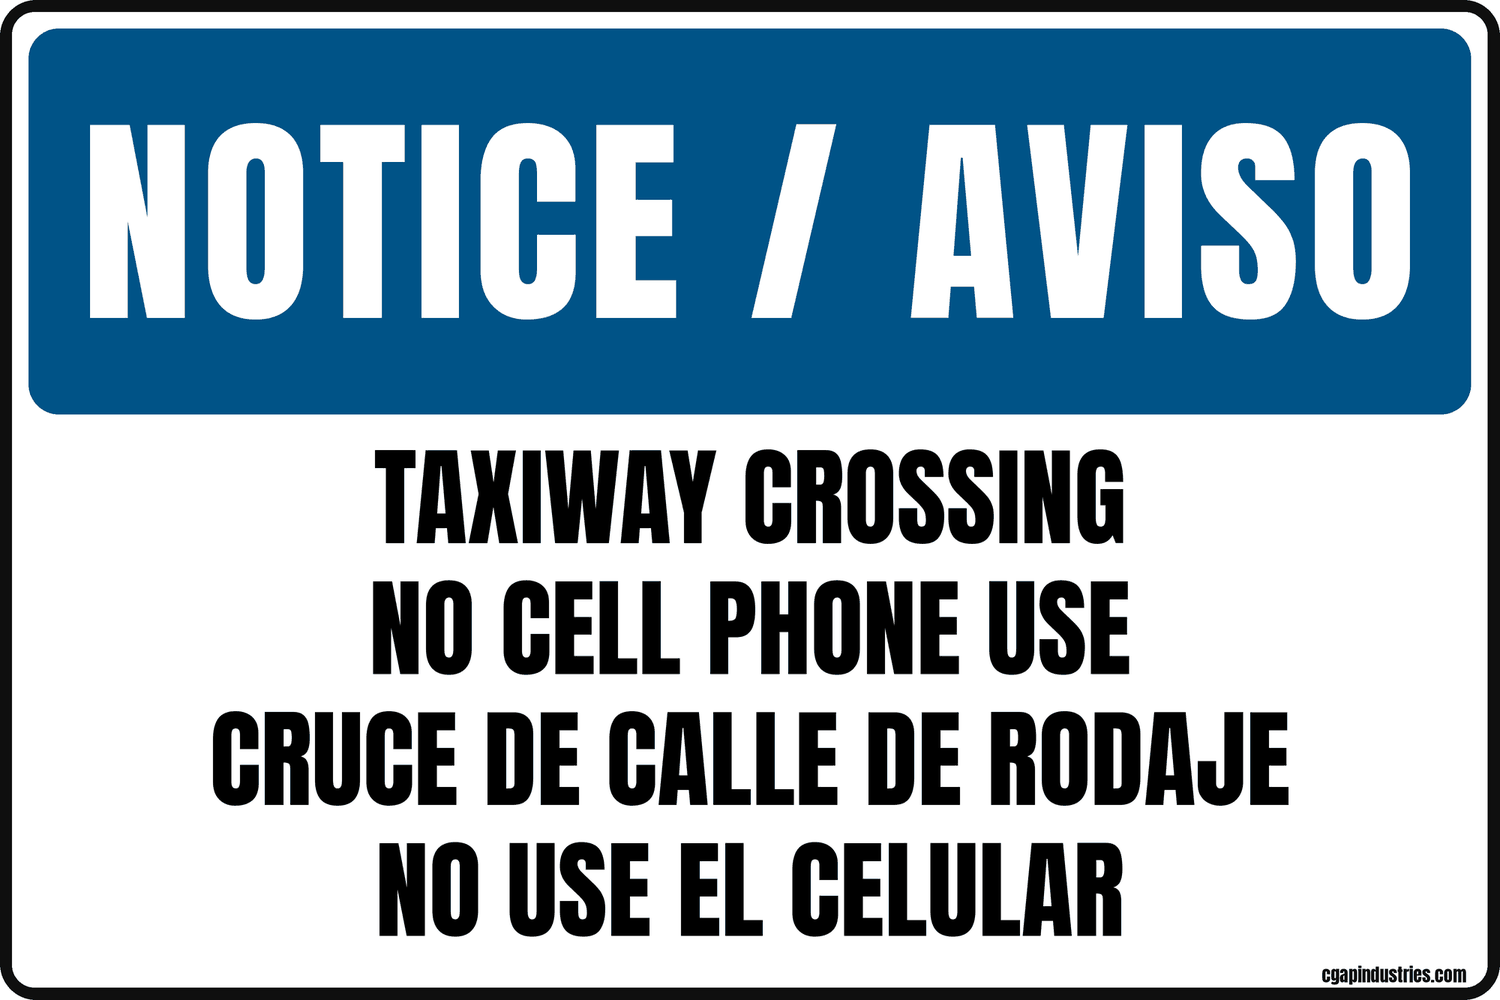 NOTICE / AVISO
TAXIWAY CROSSING
NO CELL PHONE USE
CRUCE DE CALLE DE RODAJE
NO USE EL CELULAR
cgapindustries.com